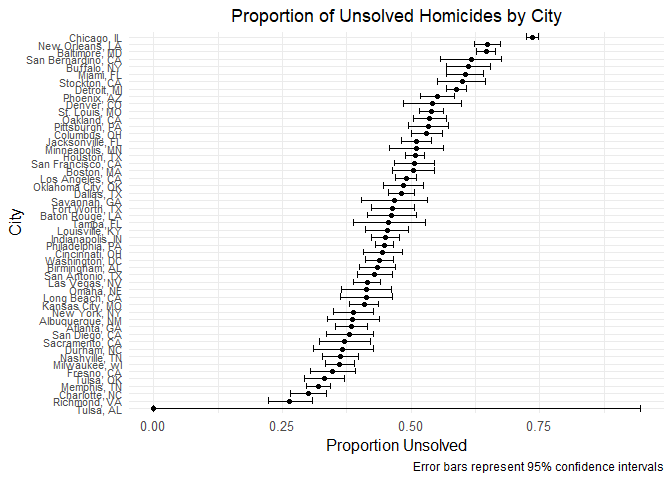 Proportion of Unsolved Homicides by City
Chicago, IL
New Orleans, LA
Baltimore, MD
San Bernardino, CA
Buffalo, NY
Miami, FL
Stockton, CA
Detroit, MI
Phoenix, AZ
Denver, CO
St. Louis, MO
Oakland, CA
Pittsburgh, PA
Columbus, OH
Jacksonville, FL
Minneapolis, MN
Houston, TX
San Francisco, CA
Boston, MA
Los Angeles, CA
Oklahoma City, OK
Dallas, TX
Savannah, GA
Fort Worth, TX
Baton Rouge, LA
Tampa, FL
Louisville, KY
Indianapolis, IN
Philadelphia, PA
Cincinnati, OH
Washington, DC
Birmingham, AL
San Antonio, TX
Las Vegas, NV
Omaha, NE
Long Beach, CA
Kansas City, MO
New York, NY
Albuquerque, NM
Atlanta, GA
San Diego, CA
Sacramento, CA
Durham, NC
Nashville, TN
Milwaukee, wI
Fresno, CA
Tulsa, OK
Memphis, TN
Charlotte, NC
Richmond, VA
Tulsa, AL
City
0.00 0.25 0.50 0.75
Proportion Unsolved
Error bars represent 95% confidence intervals